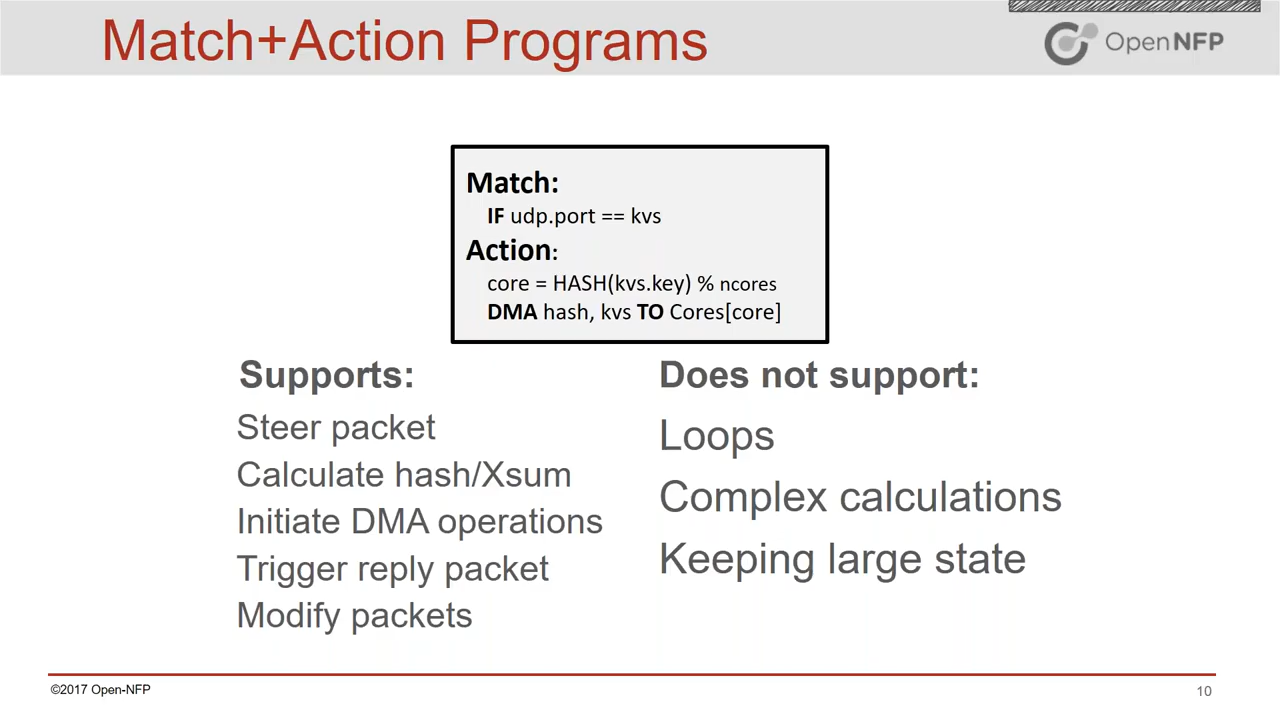 Match+Action Programs
Open NFP
Match:
IF udp.port == kvs
Action:
core = HASH(kvs.key) % ncores
DMA hash, kvs TO Cores[core]
Supports:
Steer packet
Calculate hash/Xsum
Initiate DMA operations
Trigger reply packet
Modify packets
Does not support:
Loops
Complex calculations
Keeping large state
©2017 Open-NFP
10